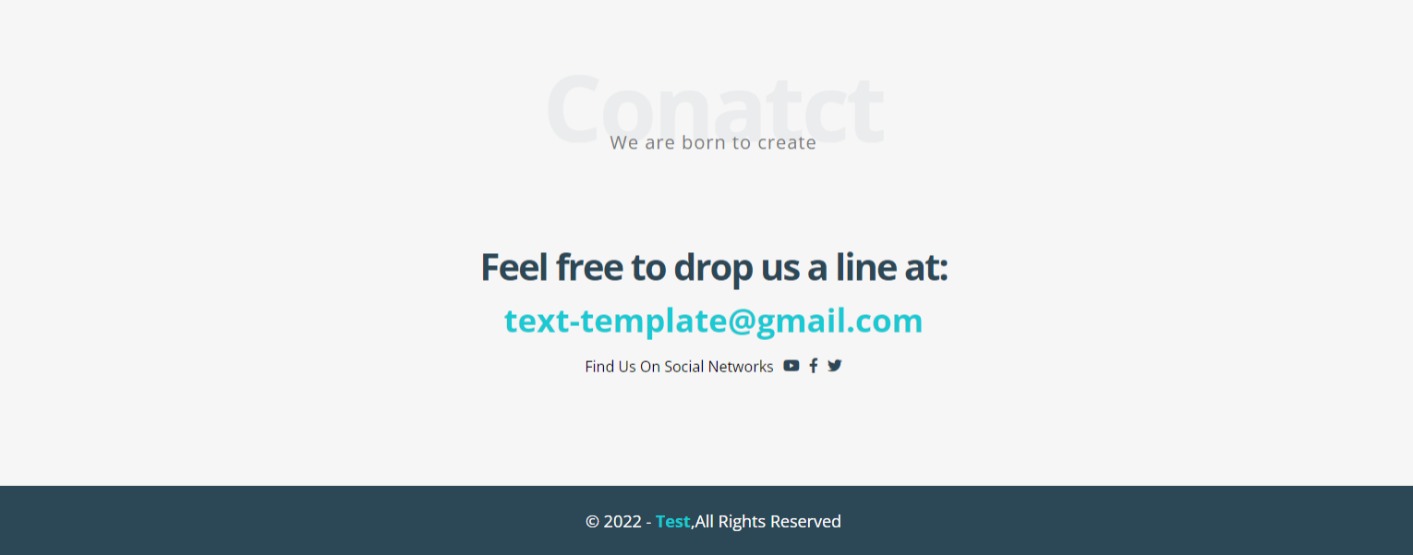 Conatct
We are born to create
Feel free to drop us a line at:
text-template@gmail.com
Find Us On Social Networks
© 2022 - Test,All Rights Reserved